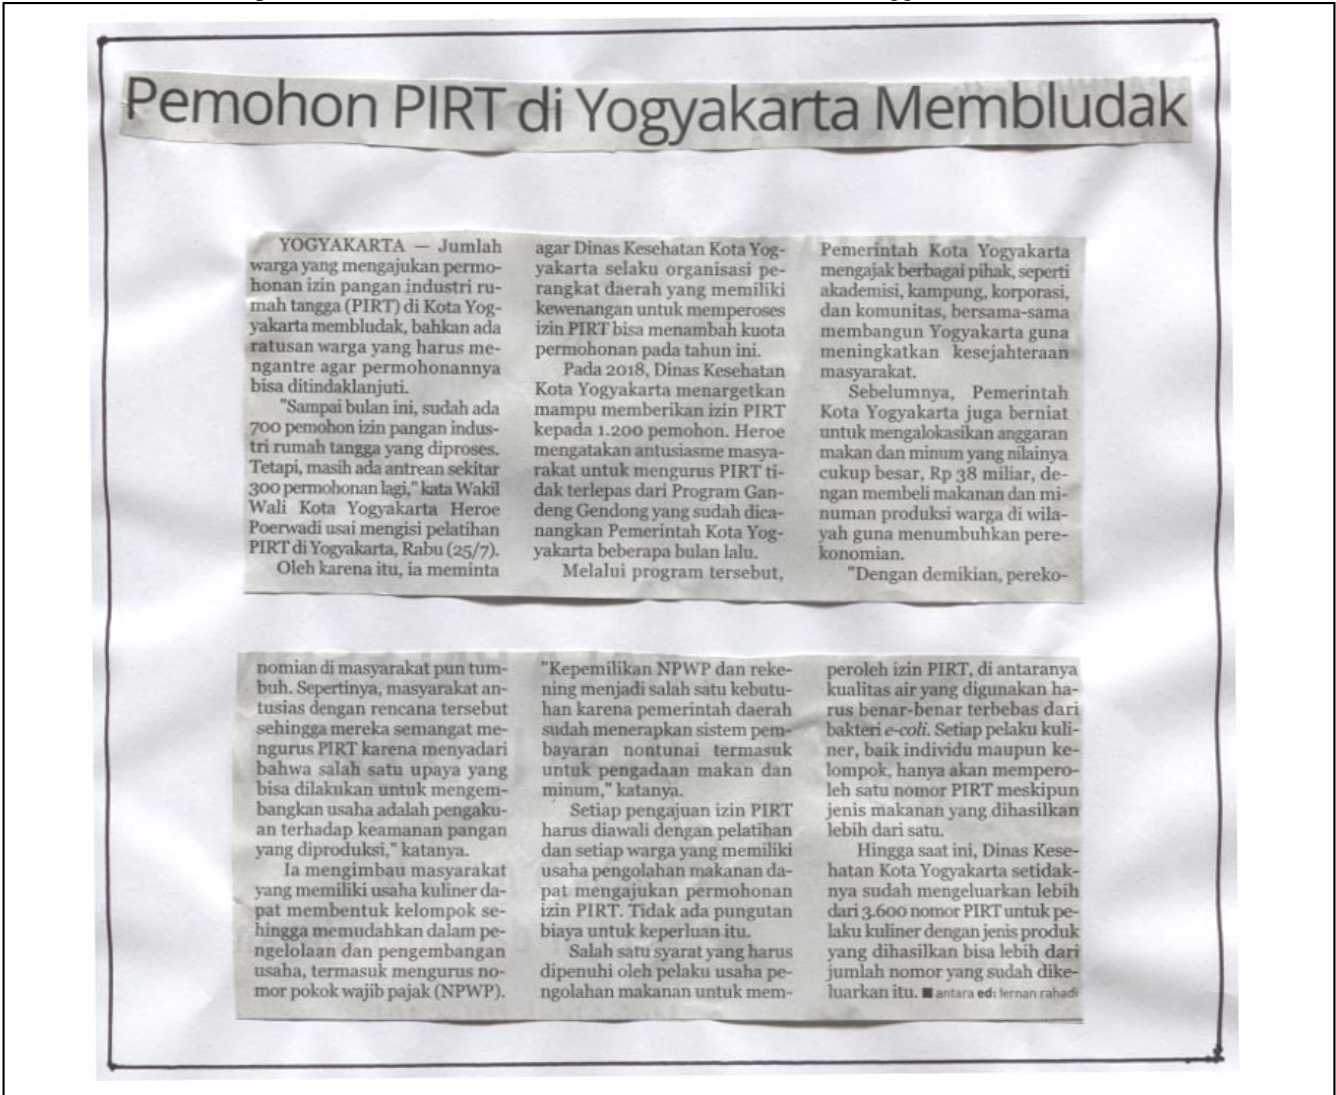 Pemohon PIRT di Yogyakarta Membludak
YOGYAKARTA — Jumlah
warga yang mengajukan permo-
honan izin pangan industri ru-
mah tangga (PIRT) di Kota Yog-
yakarta membludak, bahkan ada
ratusan warga yang harus me-
ngantre agar permohonannya
bisa ditindaklanjuti.
"Sampai bulan ini, sudah ada
700 pemohon izin pangan indus-
tri rumah tangga yang diproses.
Tetapi, masih ada antrean sekitar
300 permohonan lagi," kata Wakil
Wali Kota Yogyakarta Heroe
Poerwadi usai mengisi pelatihan
PIRT di Yogyakarta, Rabu (25/7).
Oleh karena itu, ia meminta
agar Dinas Kesehatan Kota Yog-
yakarta selaku organisasi pe-
rangkat daerah yang memiliki
kewenangan untuk memperoses
izin PIRT bisa menambah kuota
permohonan pada tahun ini.
Pada 2018, Dinas Kesehatan
Kota Yogyakarta menargetkan
mampu memberikan izin PIRT
kepada 1.200 pemohon. Heroe
mengatakan antusiasme masya-
rakat untuk mengurus PIRT ti-
dak terlepas dari Program Gan-
deng Gendong yang sudah dica-
nangkan Pemerintah Kota Yog-
yakarta beberapa bulan lalu.
Melalui program tersebut,
Pemerintah Kota Yogyakarta
mengajak berbagai pihak, seperti
akademisi, kampung, korporasi,
dan komunitas, bersama-sama
membangun Yogyakarta guna
meningkatkan kesejahteraan
masyarakat.
Sebelumnya, Pemerintah
Kota Yogyakarta juga berniat
untuk mengalokasikan anggaran
makan dan minum yang nilainya
cukup besar, Rp 38 miliar, de-
ngan membeli makanan dan mi-
numan produksi warga di wila-
yah guna menumbuhkan pere-
konomian.
"Dengan demikian, pereko-
nomian di masyarakat pun tum-
buh. Sepertinya, masyarakat an-
tusias dengan rencana tersebut
sehingga mereka semangat me-
ngurus PIRT karena menyadari
bahwa salah satu upaya yang
bisa dilakukan untuk mengem-
bangkan usaha adalah pengaku-
an terhadap keamanan pangan
yang diproduksi," katanya.
Ia mengimbau masyarakat
yang memiliki usaha kuliner da-
pat membentuk kelompok se-
hingga memudahkan dalam pe-
ngelolaan dan pengembangan
usaha, termasuk mengurus no-
mor pokok wajib pajak (NPWP).
"Kepemilikan NPWP dan reke-
ning menjadi salah satu kebutu-
han karena pemerintah daerah
sudah menerapkan sistem pem-
bayaran nontunai termasuk
untuk pengadaan makan dan
minum," katanya.
Setiap pengajuan izin PIRT
harus diawali dengan pelatihan
dan setiap warga yang memiliki
usaha pengolahan makanan da-
pat mengajukan permohonan
izin PIRT. Tidak ada pungutan
biaya untuk keperluan itu.
Salah satu syarat yang harus
dipenuhi oleh pelaku usaha pe-
ngolahan makanan untuk mem-
peroleh izin PIRT, di antaranya
kualitas air yang digunakan ha-
rus benar-benar terbebas dari
bakteri e-coli. Setiap pelaku kuli-
ner, baik individu maupun ke-
lompok, hanya akan mempero-
leh satu nomor PIRT meskipun
jenis makanan yang dihasilkan
lebih dari satu.
Hingga saat ini, Dinas Kese-
hatan Kota Yogyakarta setidak-
nya sudah mengeluarkan lebih
dari 3.600 nomor PIRT untuk pe-
laku kuliner dengan jenis produk
yang dihasilkan bisa lebih dari
jumlah nomor yang sudah dike-
luarkan itu. ■ antara ed: fernan rahadi